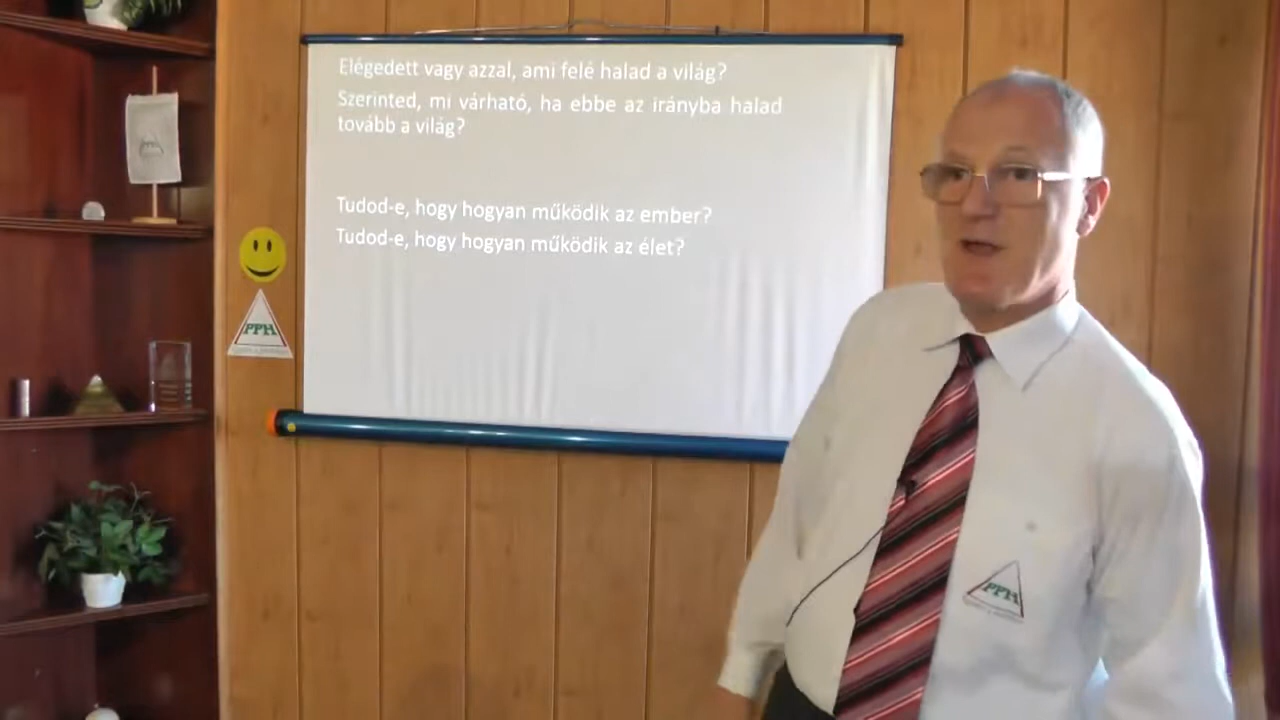 Elégedett vagy azzal, ami felé halad a világ?
Szerinted, mi várható, ha ebbe az irányba halad
tovább a világ?
Tudod-e, hogy hogyan működik az ember?
Tudod-e, hogy hogyan működik az élet?
PPH
PPH